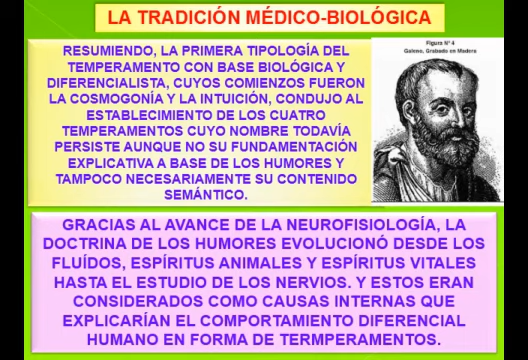 LA TRADICIÓN MÉDICO-BIOLÓGICA
RESUMIENDO, LA PRIMERA TIPOLOGÍA DEL
TEMPERAMENTO CON BASE BIOLÓGICA Y
DIFERENCIALISTA, CUYOS COMIENZOS FUERON
LA COSMOGONÍA Y LA INTUICIÓN, CONDUJO AL
ESTABLECIMIENTO DE LOS CUATRO
TEMPERAMENTOS CUYO NOMBRE TODAVÍA
PERSISTE AUNQUE NO SU FUNDAMENTACIÓN
EXPLICATIVA A BASE DE LOS HUMORES Y
TAMPOCO NECESARIAMENTE SU CONTENIDO
SEMÁNTICO.
Figura Nº 4
Galeno, Grabado en Madera
GRACIAS AL AVANCE DE LA NEUROFISIOLOGÍA, LA
DOCTRINA DE LOS HUMORES EVOLUCIONÓ DESDE LOS
FLUÍDOS, ESPÍRITUS ANIMALES Y ESPÍRITUS VITALES
HASTA EL ESTUDIO DE LOS NERVIOS. Y ESTOS ERAN
CONSIDERADOS COMO CAUSAS INTERNAS QUE
EXPLICARÍAN EL COMPORTAMIENTO DIFERENCIAL
HUMANO EN FORMA DE TERMPERAMENTOS.